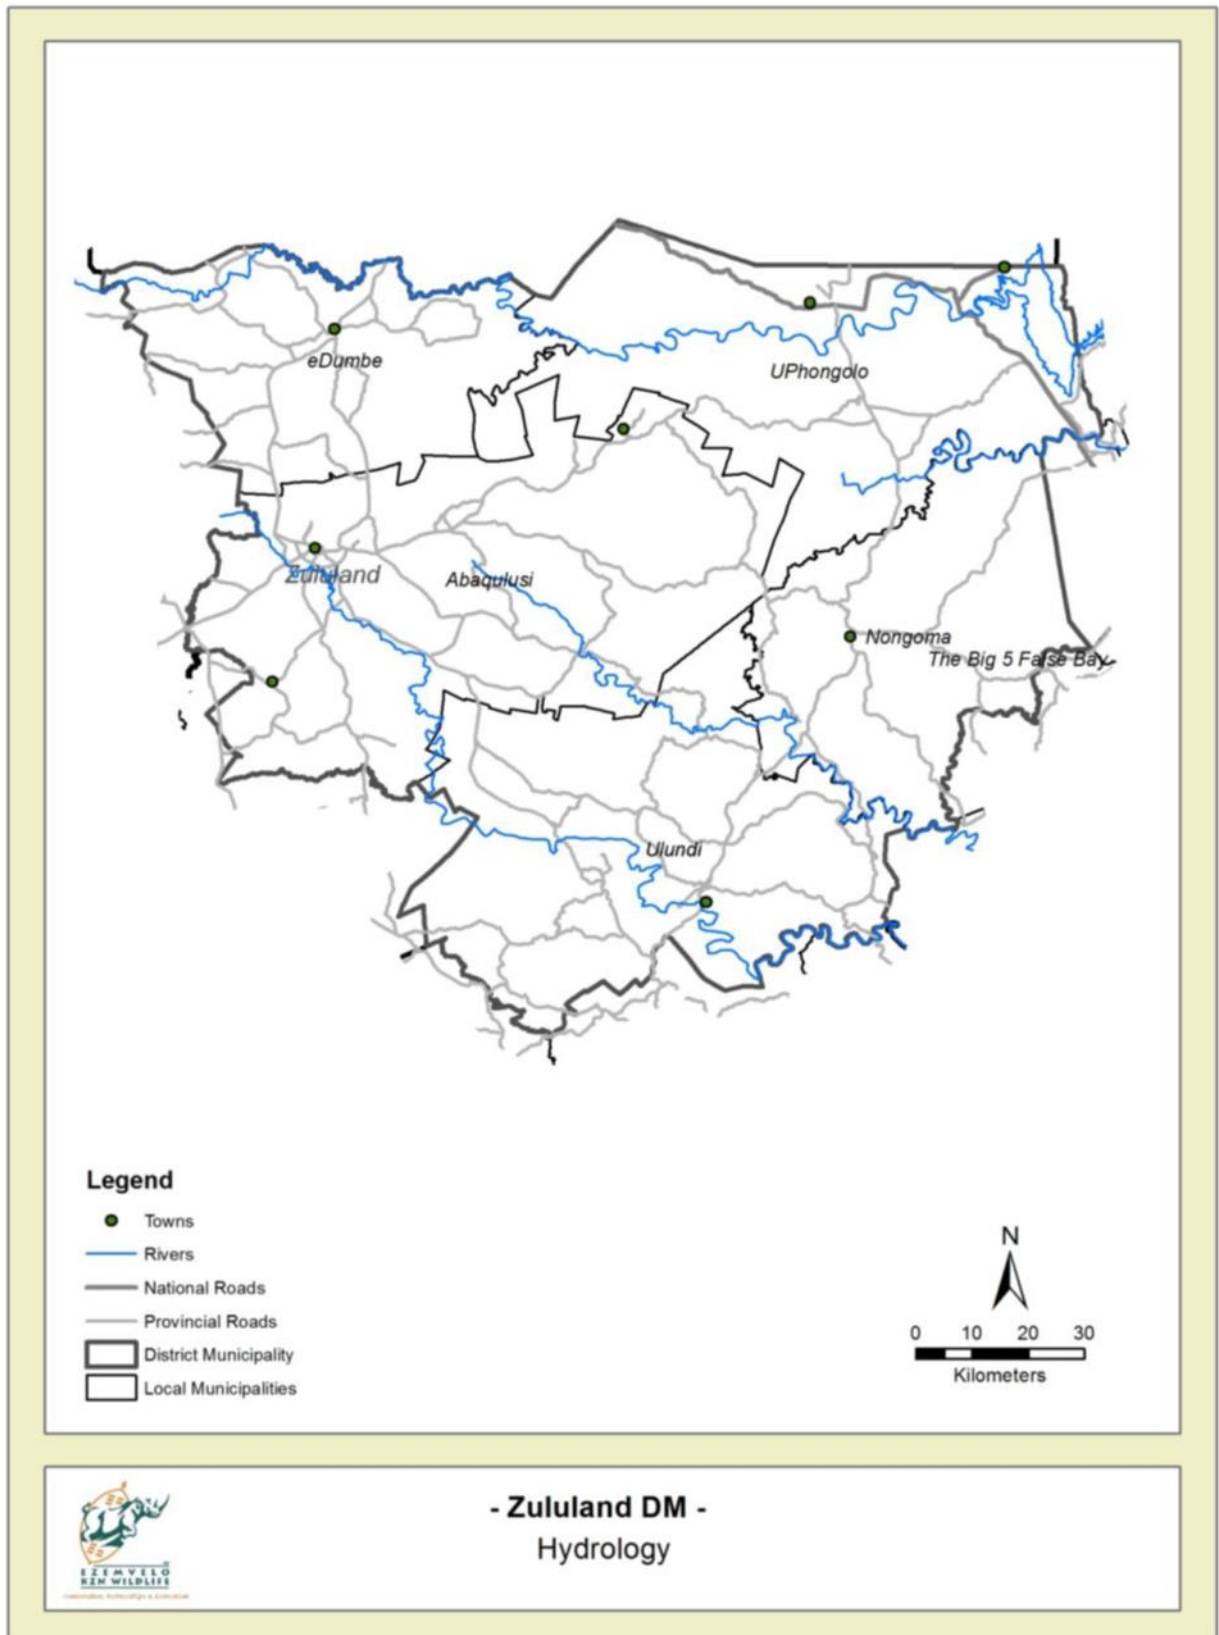 eDumbe
UPhongolo
Zululand
Abaqulusi
Nongoma
The Big 5 False Bay
Ulundi
Legend
Towns
Rivers
National Roads
Provincial Roads
District Municipality
Local Municipalities
N
0 10 20 30
Kilometers
- Zululand DM -
Hydrology
EZEMVELO
KZN WILDLIFE